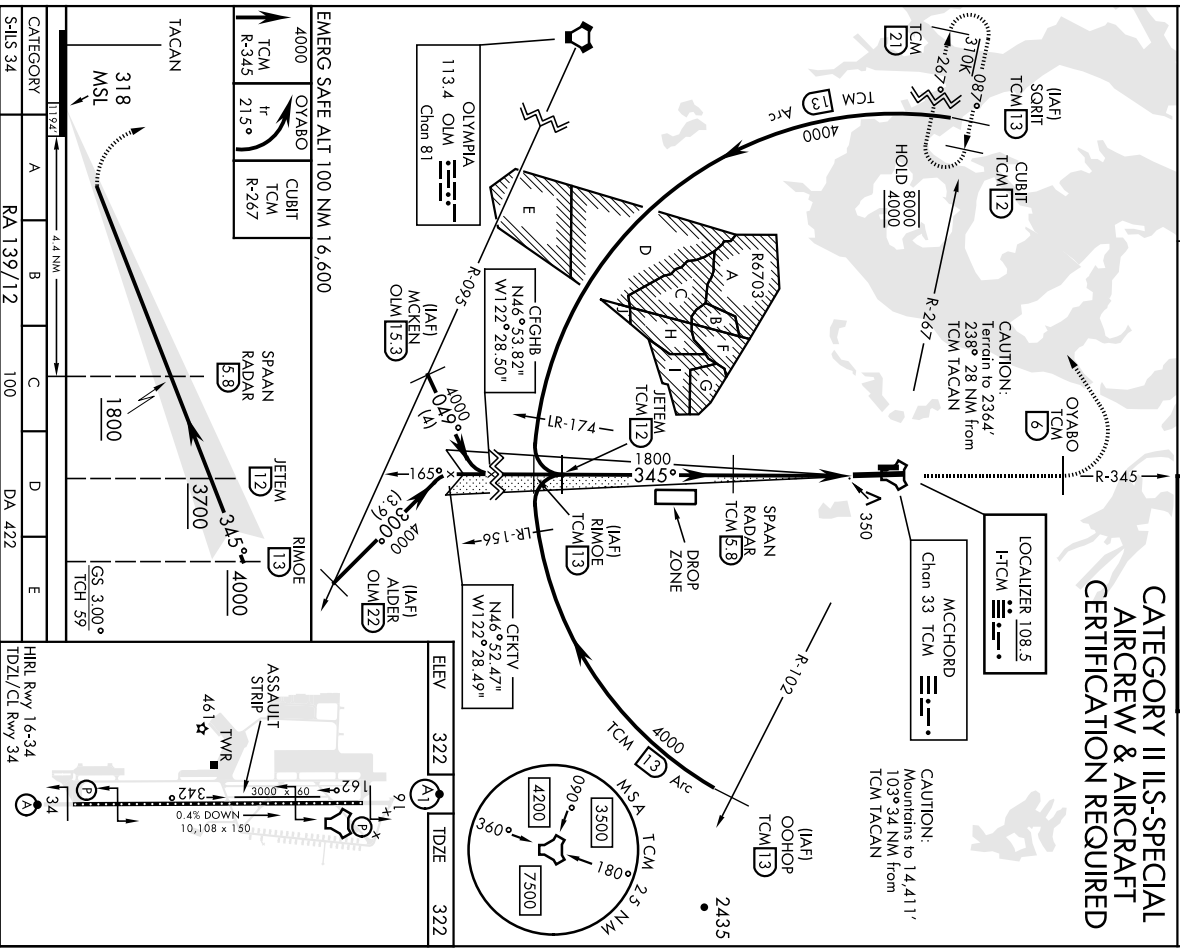 CATEGORY II ILS-SPECIAL
AIRCREW & AIRCRAFT
CERTIFICATION REQUIRED
LOCALIZER 108.5
I-TCM
MCCHORD
Chan 33 TCM
CAUTION:
Mountains to 14,411'
103° 34 NM from
TCM TACAN
CAUTION:
Terrain to 2364'
238° 28 NM from
TCM TACAN
(IAF)
SQRIT
TCM 13
CUBIT
TCM 12
TCM
21
310K
087°
267°
HOLD 8000
4000
TCM 13 Arc
4000
R-267
OYABO
TCM
6
R-345
350
SPAAN
RADAR
TCM 5.8
DROP
ZONE
R-102
2435
(IAF)
OOHOP
TCM 13
TCM 13 Arc
4000
(IAF)
RIMOE
TCM 13
JETEM
TCM 12
LR-174
LR-156
1800
345°
165°
R6703
A
B
C
D
E
F
G
H
I
J
CFGHB
N46°53.82"
W122°28.50"
CFKTV
N46°52.47"
W122°28.49"
(IAF)
MCKEN
OLM 15.3
4000
049°
(4)
300°
4000
(3.9)
(IAF)
ALDER
OLM 22
R-095
OLYMPIA
113.4 OLM
Chan 81
MSA TCM 25 NM
3500
4200
7500
090°
360°
180°
EMERG SAFE ALT 100 NM 16,600
4000
TCM
R-345
OYABO
tr
215°
CUBIT
TCM
R-267
TACAN
318
MSL
1194'
4.4 NM
SPAAN
RADAR
5.8
1800
JETEM
12
3700
RIMOE
13
345°
4000
GS 3.00°
TCH 59
CATEGORY A B C D E
S-ILS 34 RA 139/12 100 DA 422
ELEV 322
TDZE 322
ASSAULT
STRIP
TWR
461
3000 x 60
162°
342°
0.4% DOWN
10,108 x 150
16
34
A1
P
P
A
HIRL Rwy 16-34
TDZL/CL Rwy 34